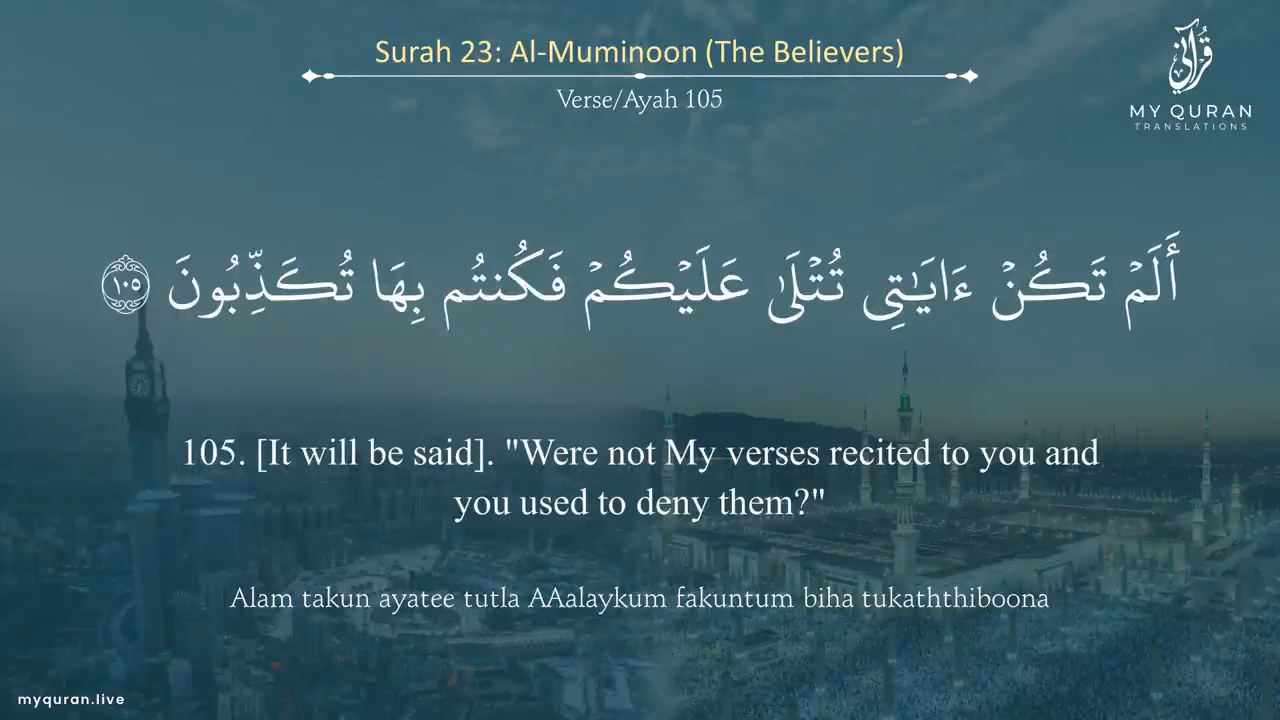 Surah 23: Al-Muminoon (The Believers)
Verse/Ayah 105
قرآني
MY QURAN
TRANSLATIONS
أَلَمْ تَكُنْ ءَايَـٰتِى تُتْلَىٰ عَلَيْكُمْ فَكُنتُم بِهَا تُكَذِّبُونَ ١٠٥
105. [It will be said]. "Were not My verses recited to you and
you used to deny them?"
Alam takun ayatee tutla AAalaykum fakuntum biha tukaththiboona
myquran.live